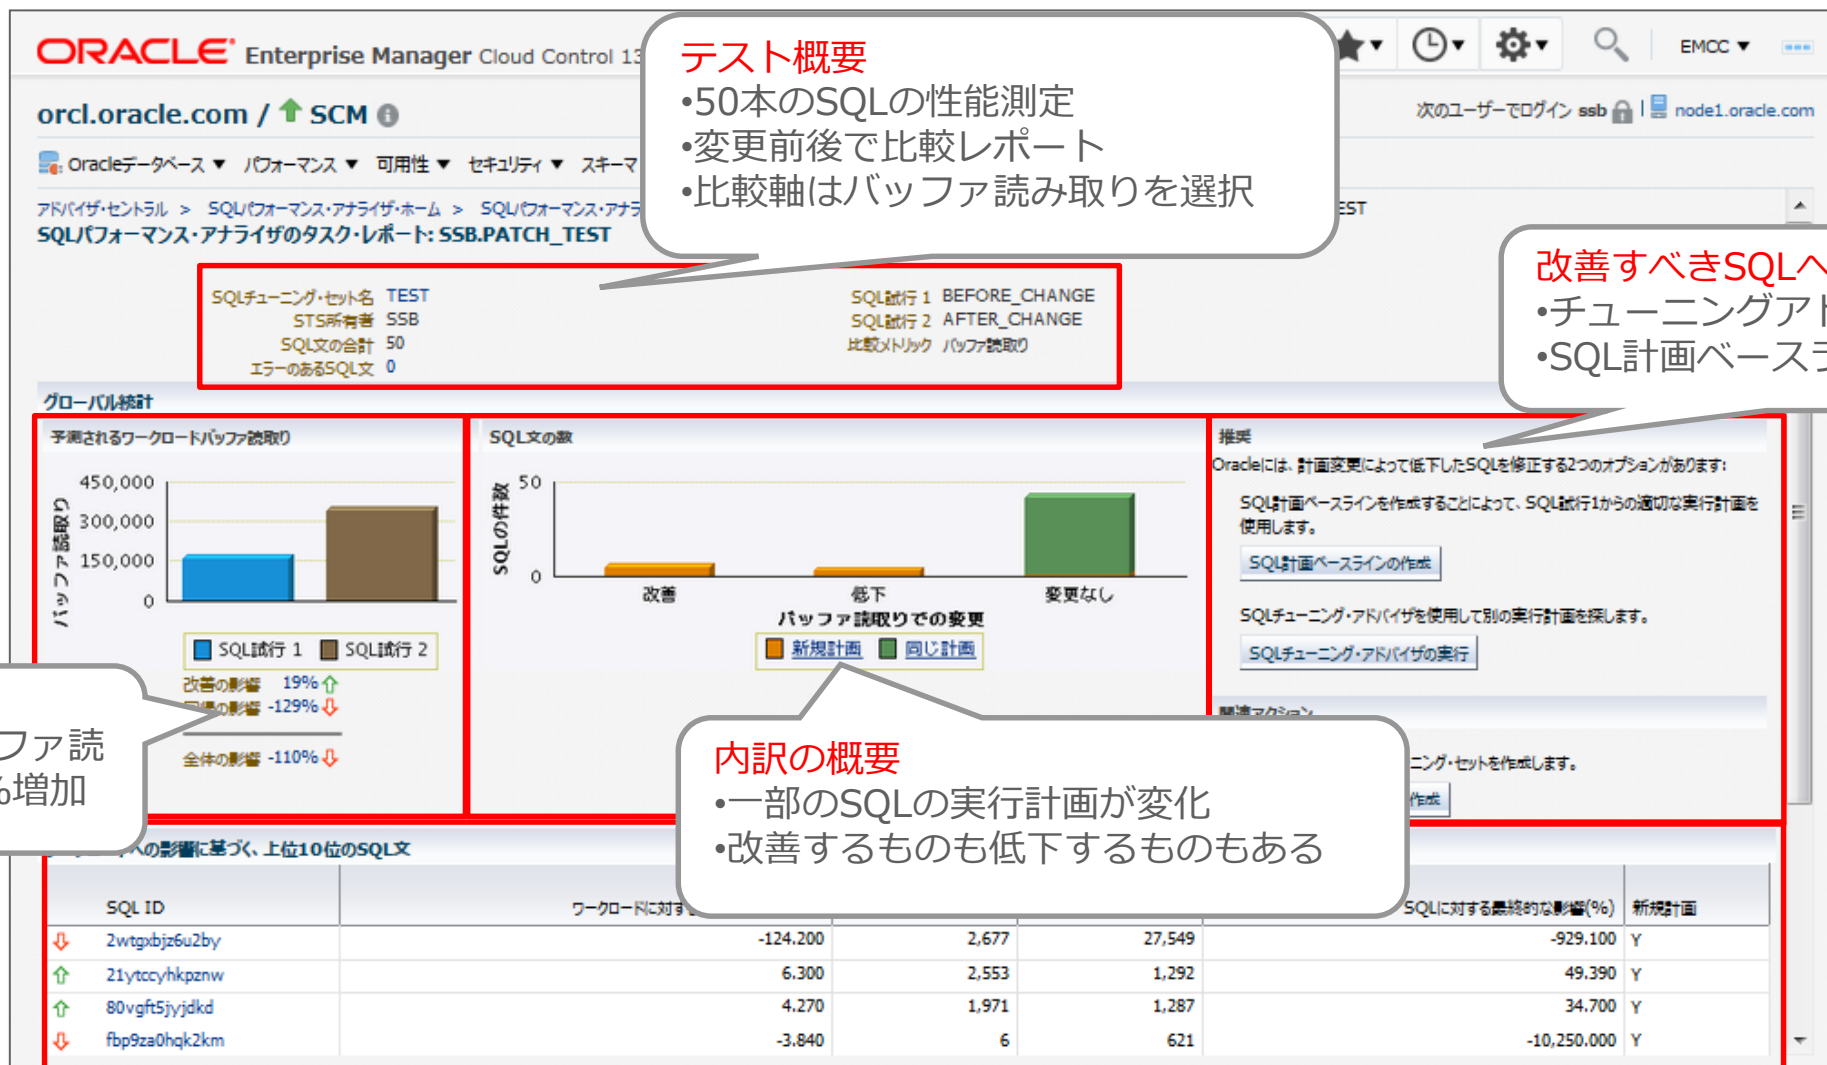 ORACLE Enterprise Manager Cloud Control 13
EMCC
orcl.oracle.com / SCM
次のユーザーでログイン ssb
node1.oracle.com
Oracleデータベース パフォーマンス 可用性 セキュリティ スキーマ
アドバイザ・セントラル > SQLパフォーマンス・アナライザ・ホーム > SQLパフォーマンス・アナラ
EST
SQLパフォーマンス・アナライザのタスク・レポート: SSB.PATCH_TEST
テスト概要
•50本のSQLの性能測定
•変更前後で比較レポート
•比較軸はバッファ読み取りを選択
改善すべきSQLへ
•チューニングアド
•SQL計画ベースラ
SQLチューニング・セット名 TEST
STS所有者 SSB
SQL文の合計 50
エラーのあるSQL文 0
SQL試行 1 BEFORE_CHANGE
SQL試行 2 AFTER_CHANGE
比較メトリック バッファ読取り
グローバル統計
予測されるワークロードバッファ読取り
バッファ読取り
450,000
300,000
150,000
0
SQL試行 1 SQL試行 2
改善の影響 19%
の影響 -129%
全体の影響 -110%
ファ読
%増加
SQL文の数
SQLの件数
50
0
改善 低下 変更なし
バッファ読取りでの変更
新規計画 同じ計画
内訳の概要
•一部のSQLの実行計画が変化
•改善するものも低下するものもある
推奨
Oracleには、計画変更によって低下したSQLを修正する2つのオプションがあります:
SQL計画ベースラインを作成することによって、SQL試行1からの適切な実行計画を
使用します。
SQL計画ベースラインの作成
SQLチューニング・アドバイザを使用して別の実行計画を探します。
SQLチューニング・アドバイザの実行
関連アクション
ニング・セットを作成します。
作成
への影響に基づく、上位10位のSQL文
SQL ID ワークロードに対す SQLに対する最終的な影響(%) 新規計画
2wtgxbjz6u2by -124.200 2,677 27,549 -929.100 Y
21ytccyhkpznw 6.300 2,553 1,292 49.390 Y
80vgft5jyjdkd 4.270 1,971 1,287 34.700 Y
fbp9za0hqk2km -3.840 6 621 -10,250.000 Y